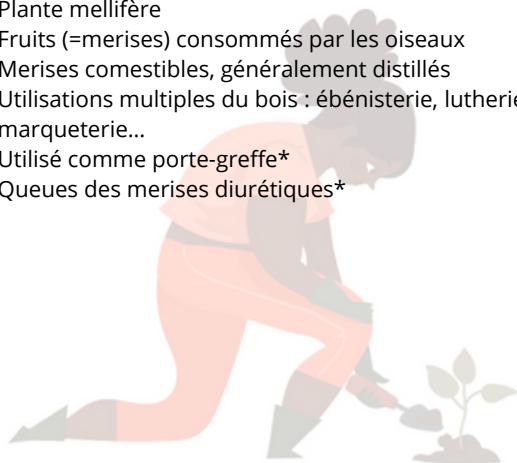 Plante mellifère
Fruits (=merises) consommés par les oiseaux
Merises comestibles, généralement distillés
Utilisations multiples du bois : ébénisterie, lutherie
marqueterie...
Utilisé comme porte-greffe*
Queues des merises diurétiques*